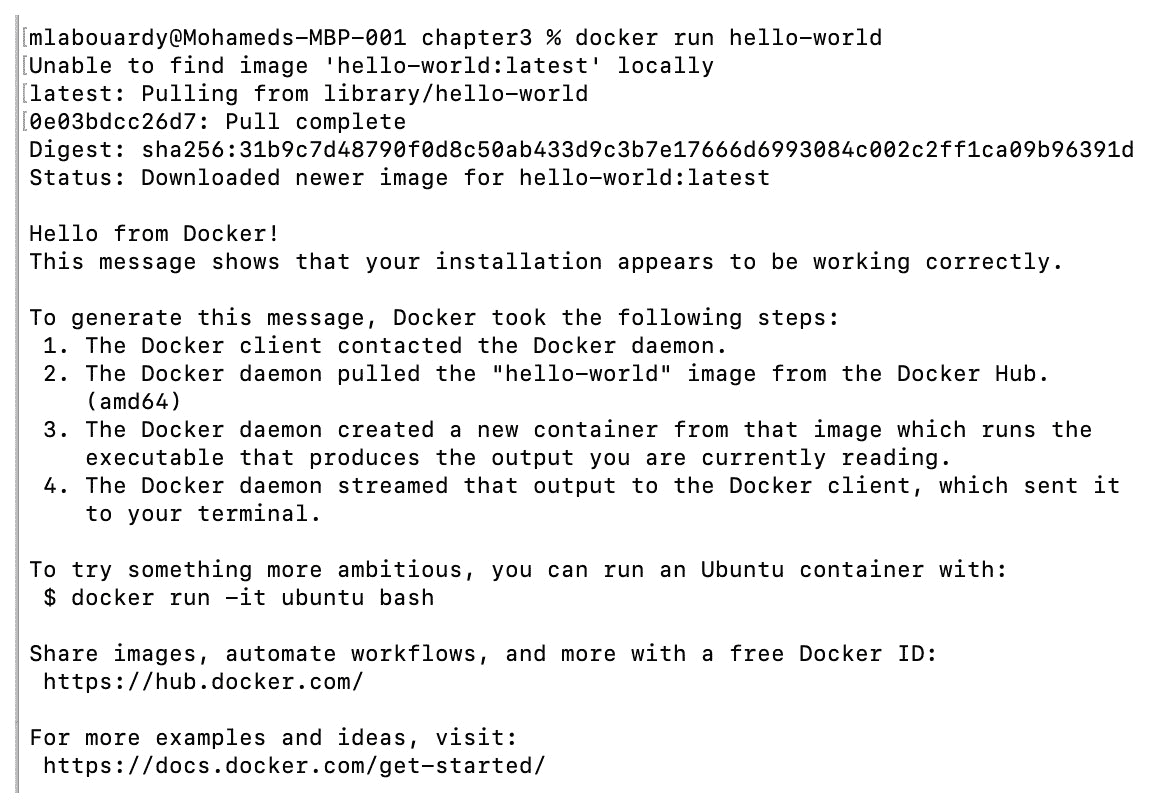 [mlabouardy@Mohameds-MBP-001 chapter3 % docker run hello-world
[Unable to find image 'hello-world:latest' locally
[latest: Pulling from library/hello-world
[0e03bdcc26d7: Pull complete
Digest: sha256:31b9c7d48790f0d8c50ab433d9c3b7e17666d6993084c002c2ff1ca09b96391d
Status: Downloaded newer image for hello-world:latest

Hello from Docker!
This message shows that your installation appears to be working correctly.

To generate this message, Docker took the following steps:
 1. The Docker client contacted the Docker daemon.
 2. The Docker daemon pulled the "hello-world" image from the Docker Hub.
    (amd64)
 3. The Docker daemon created a new container from that image which runs the
    executable that produces the output you are currently reading.
 4. The Docker daemon streamed that output to the Docker client, which sent it
    to your terminal.

To try something more ambitious, you can run an Ubuntu container with:
 $ docker run -it ubuntu bash

Share images, automate workflows, and more with a free Docker ID:
 https://hub.docker.com/

For more examples and ideas, visit:
 https://docs.docker.com/get-started/